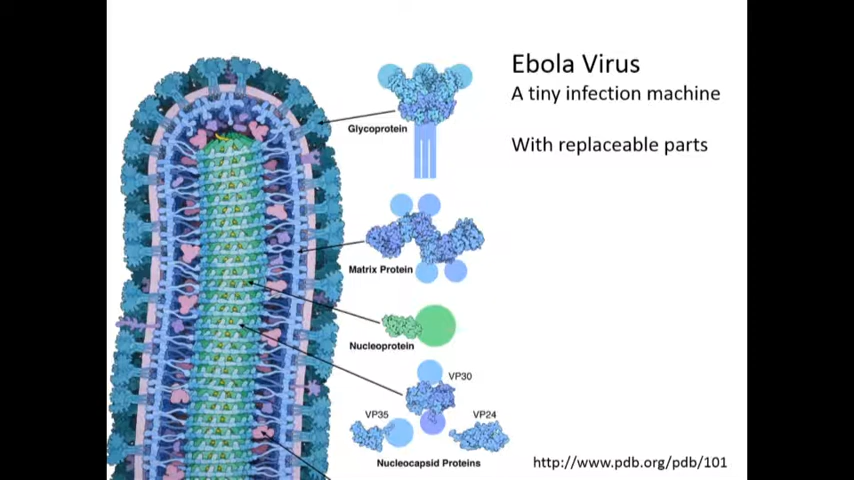 Ebola Virus
A tiny infection machine
With replaceable parts
Glycoprotein
Matrix Protein
Nucleoprotein
VP30
VP35
VP24
Nucleocapsid Proteins
http://www.pdb.org/pdb/101